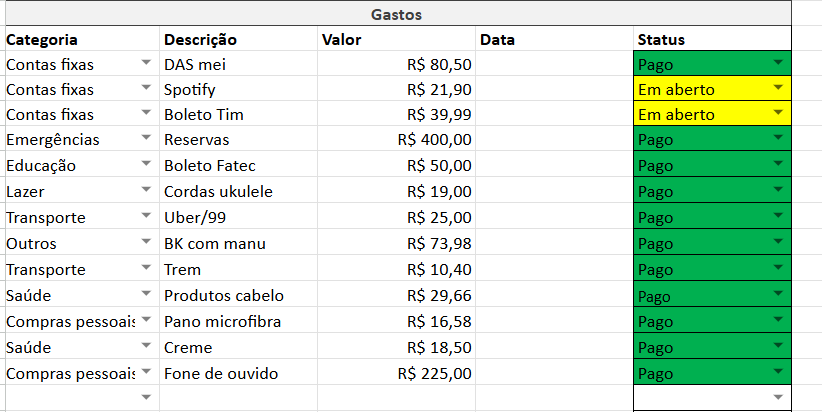 Gastos
Categoria Descrição Valor Data Status
Contas fixas DAS mei R$ 80,50 Pago
Contas fixas Spotify R$ 21,90 Em aberto
Contas fixas Boleto Tim R$ 39,99 Em aberto
Emergências Reservas R$ 400,00 Pago
Educação Boleto Fatec R$ 50,00 Pago
Lazer Cordas ukulele R$ 19,00 Pago
Transporte Uber/99 R$ 25,00 Pago
Outros BK com manu R$ 73,98 Pago
Transporte Trem R$ 10,40 Pago
Saúde Produtos cabelo R$ 29,66 Pago
Compras pessoais Pano microfibra R$ 16,58 Pago
Saúde Creme R$ 18,50 Pago
Compras pessoais Fone de ouvido R$ 225,00 Pago